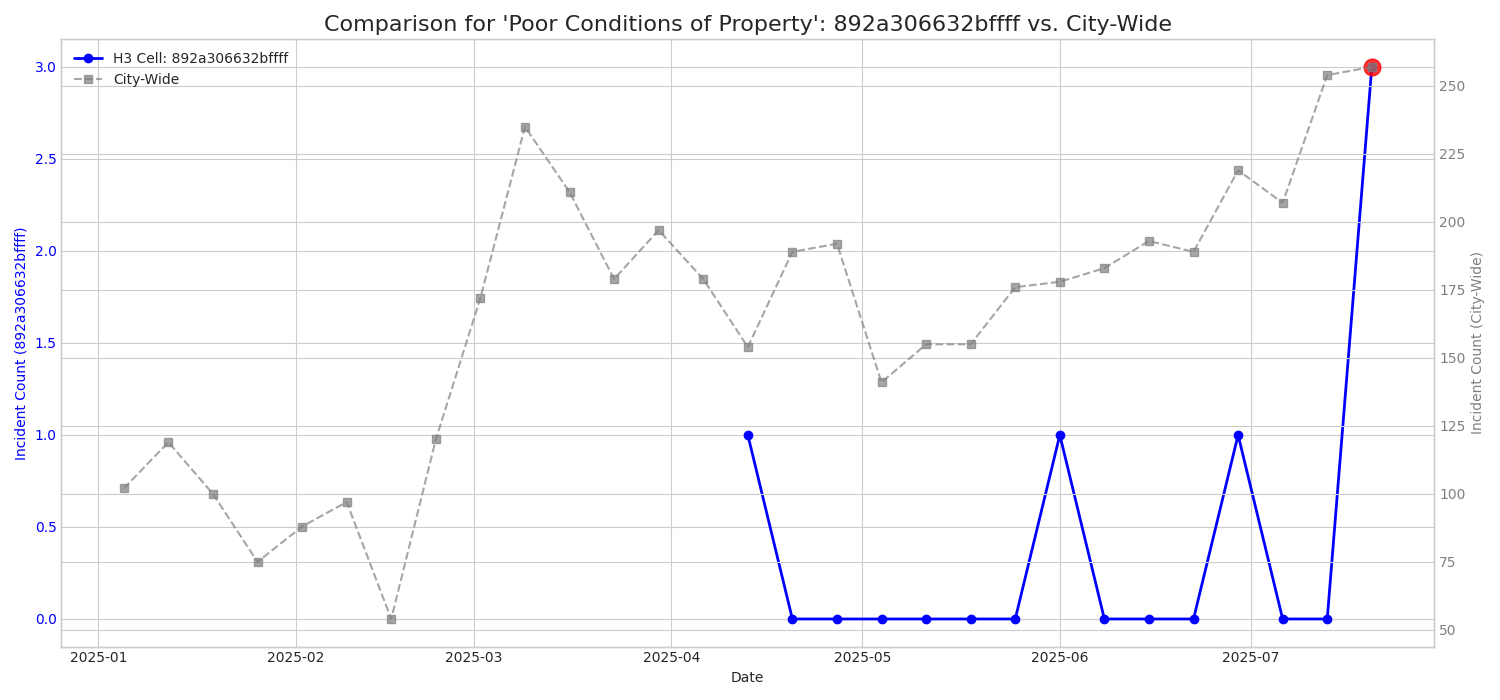 Comparison for 'Poor Conditions of Property': 892a306632bffff vs. City-Wide
H3 Cell: 892a306632bffff
City-Wide
Incident Count (892a306632bffff)
3.0
2.5
2.0
1.5
1.0
0.5
0.0
250
225
200
175
150
125
100
75
50
Incident Count (City-Wide)
2025-01 2025-02 2025-03 2025-04 2025-05 2025-06 2025-07
Date